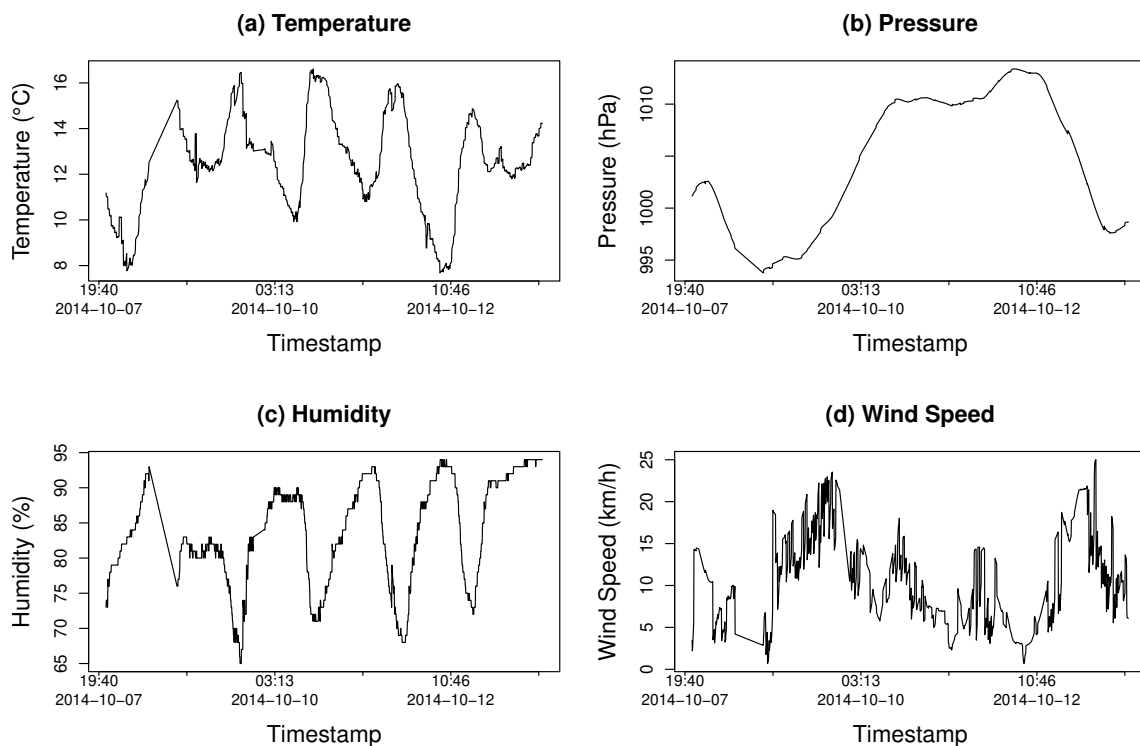 (a) Temperature
Temperature (°C)
16
14
12
10
8
19:40 03:13 10:46
2014-10-07 2014-10-10 2014-10-12
Timestamp
(b) Pressure
Pressure (hPa)
1010
1000
995
19:40 03:13 10:46
2014-10-07 2014-10-10 2014-10-12
Timestamp
(c) Humidity
Humidity (%)
95
90
85
80
75
70
65
19:40 03:13 10:46
2014-10-07 2014-10-10 2014-10-12
Timestamp
(d) Wind Speed
Wind Speed (km/h)
25
20
15
10
5
0
19:40 03:13 10:46
2014-10-07 2014-10-10 2014-10-12
Timestamp